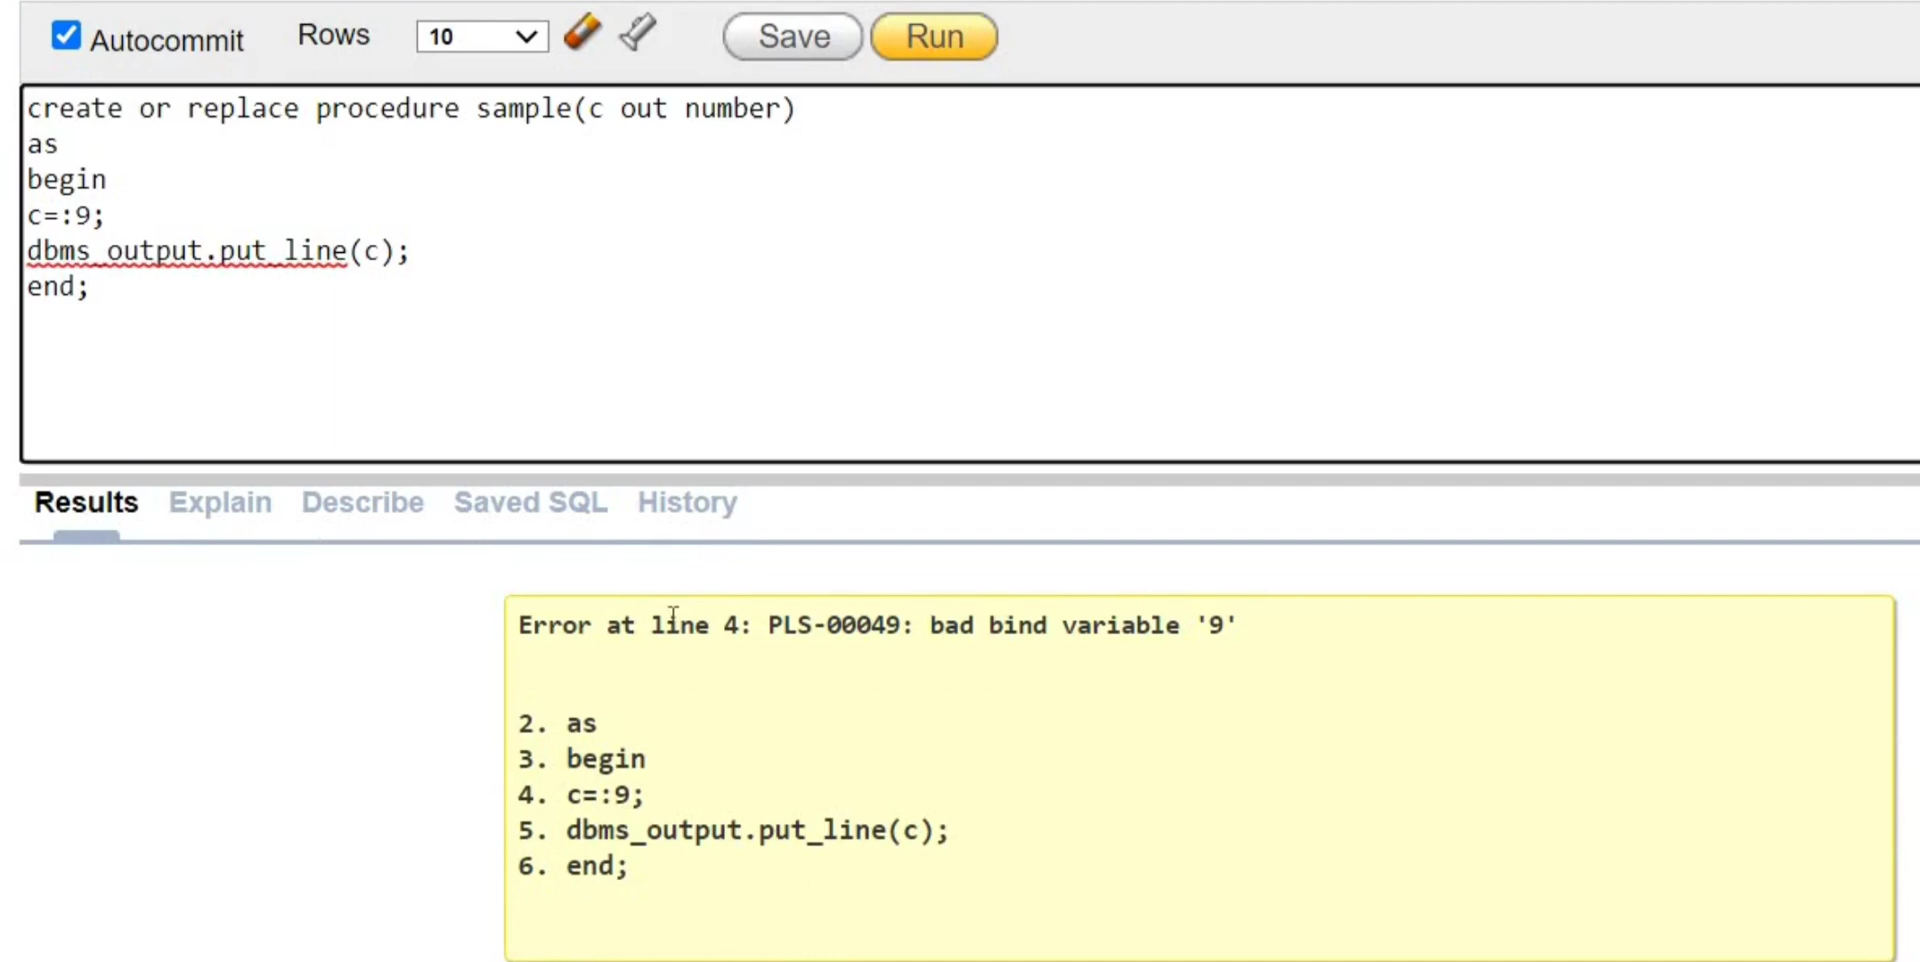 Autocommit Rows 10 Save Run
create or replace procedure sample(c out number)
as
begin
c=:9;
dbms_output.put_line(c);
end;
Results Explain Describe Saved SQL History
Error at line 4: PLS-00049: bad bind variable '9'
2. as
3. begin
4. c=:9;
5. dbms_output.put_line(c);
6. end;